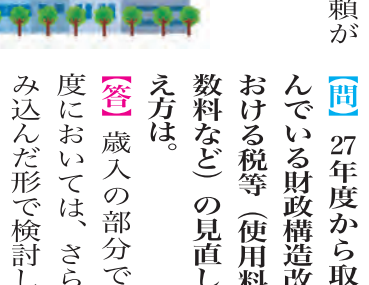 頼が
【問】27年度から取
んでいる財政構造改
おける税等（使用料
数料など）の見直し
え方は。
【答】歳入の部分で
度においては、さら
み込んだ形で検討し